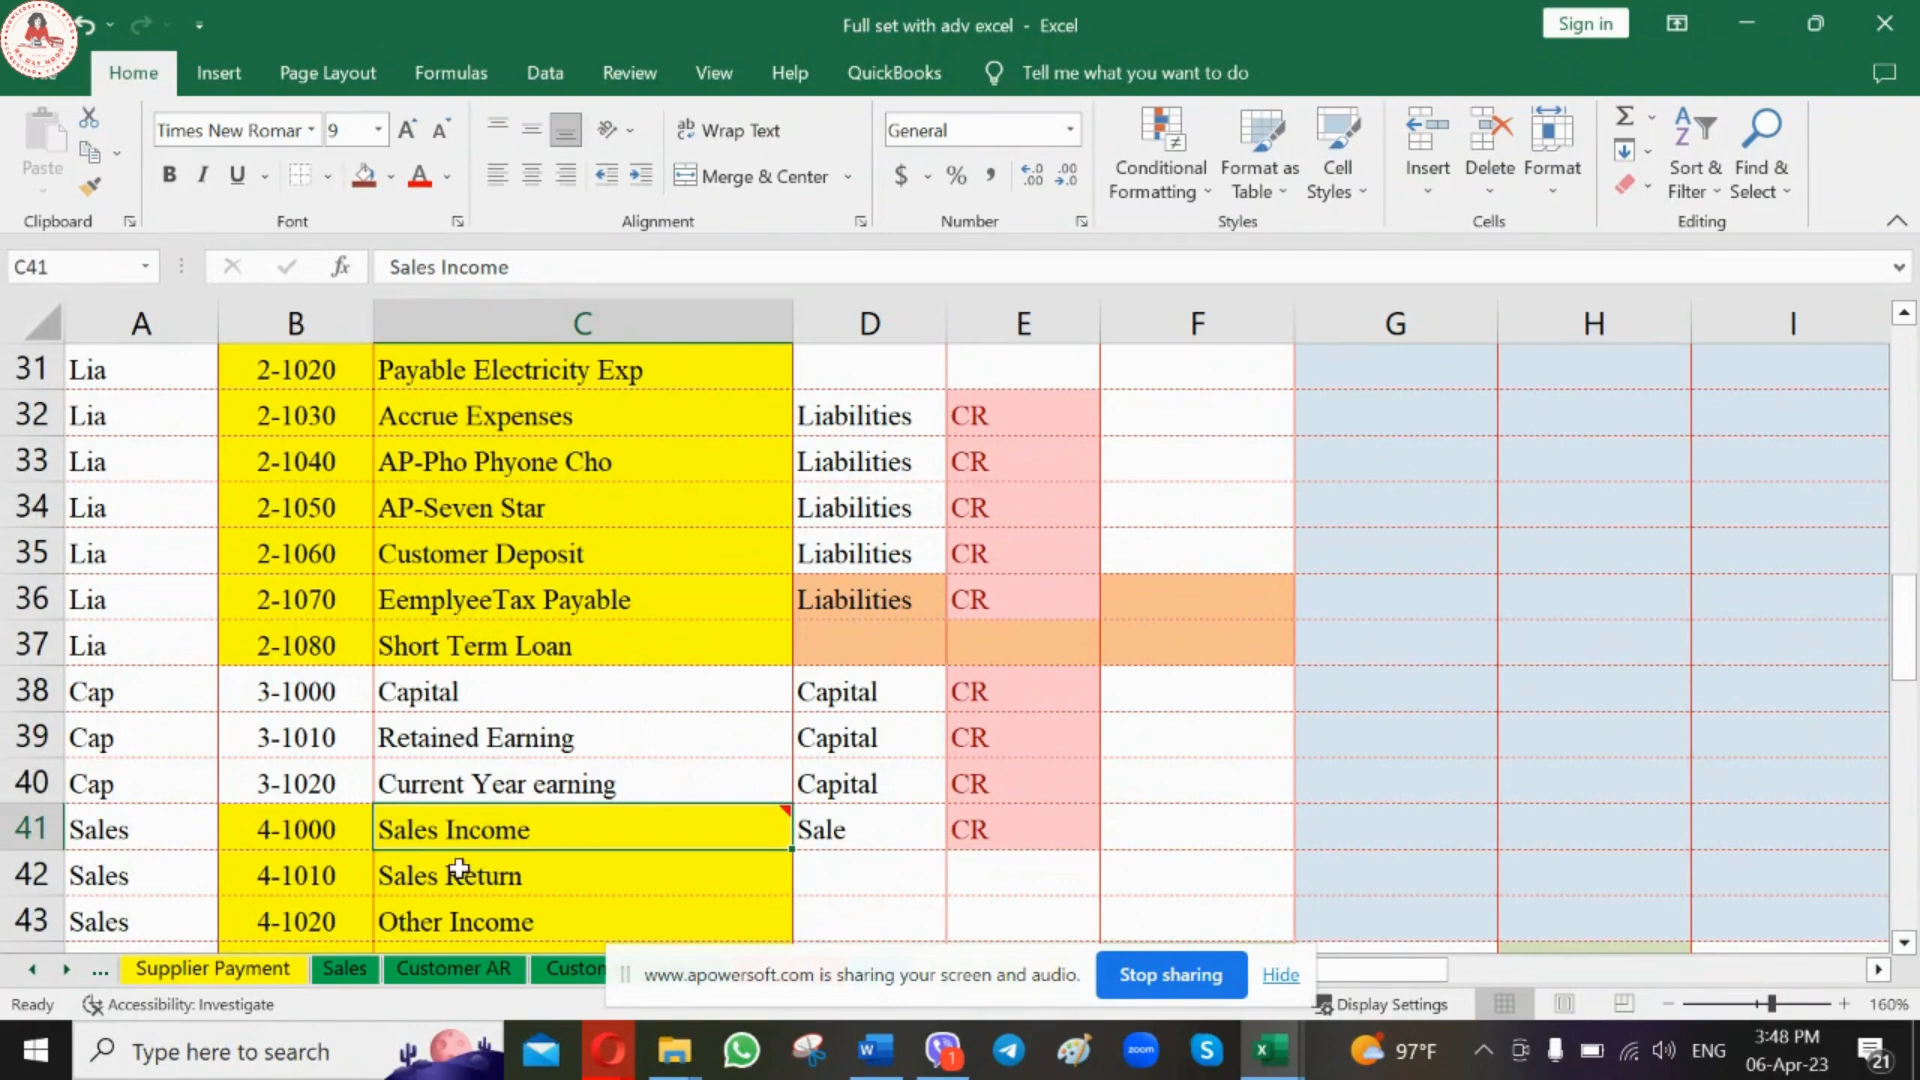 Full set with adv excel - Excel
Sign in
Home Insert Page Layout Formulas Data Review View Help QuickBooks Tell me what you want to do
Times New Romar 9
Wrap Text
General
Paste
Merge & Center
$ % ,
Conditional Formatting
Format as Table
Cell Styles
Insert Delete Format
Sort & Filter
Find & Select
Clipboard Font Alignment Number Styles Cells Editing
C41 fx Sales Income
A B C D E F G H I
31 Lia 2-1020 Payable Electricity Exp
32 Lia 2-1030 Accrue Expenses Liabilities CR
33 Lia 2-1040 AP-Pho Phyone Cho Liabilities CR
34 Lia 2-1050 AP-Seven Star Liabilities CR
35 Lia 2-1060 Customer Deposit Liabilities CR
36 Lia 2-1070 EemplyeeTax Payable Liabilities CR
37 Lia 2-1080 Short Term Loan
38 Cap 3-1000 Capital Capital CR
39 Cap 3-1010 Retained Earning Capital CR
40 Cap 3-1020 Current Year earning Capital CR
41 Sales 4-1000 Sales Income Sale CR
42 Sales 4-1010 Sales Return
43 Sales 4-1020 Other Income
... Supplier Payment Sales Customer AR Custon
www.apowersoft.com is sharing your screen and audio. Stop sharing Hide
Ready Accessibility: Investigate Display Settings 160%
Type here to search
zoom
1
97°F ENG
3:48 PM
06-Apr-23
21